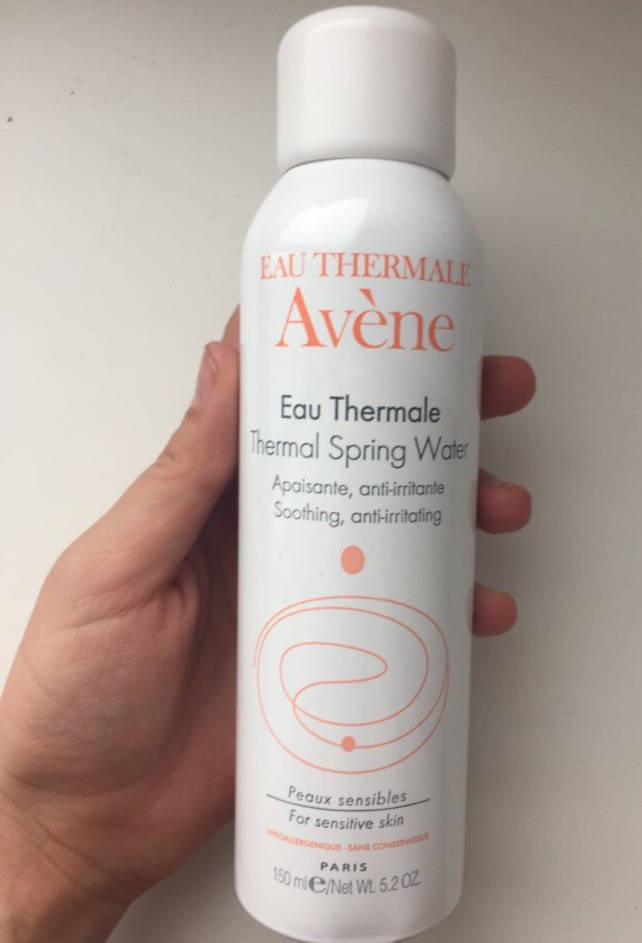 EAU THERMALE
Avène
Eau Thermale
Thermal Spring Water
Apaisante, anti-irritante
Soothing, anti-irritating
Peaux sensibles
For sensitive skin
HYPOALLERGENIQUE - SANS CONSERVATEUR
PARIS
150 ml e/Net Wt. 5.2 OZ.